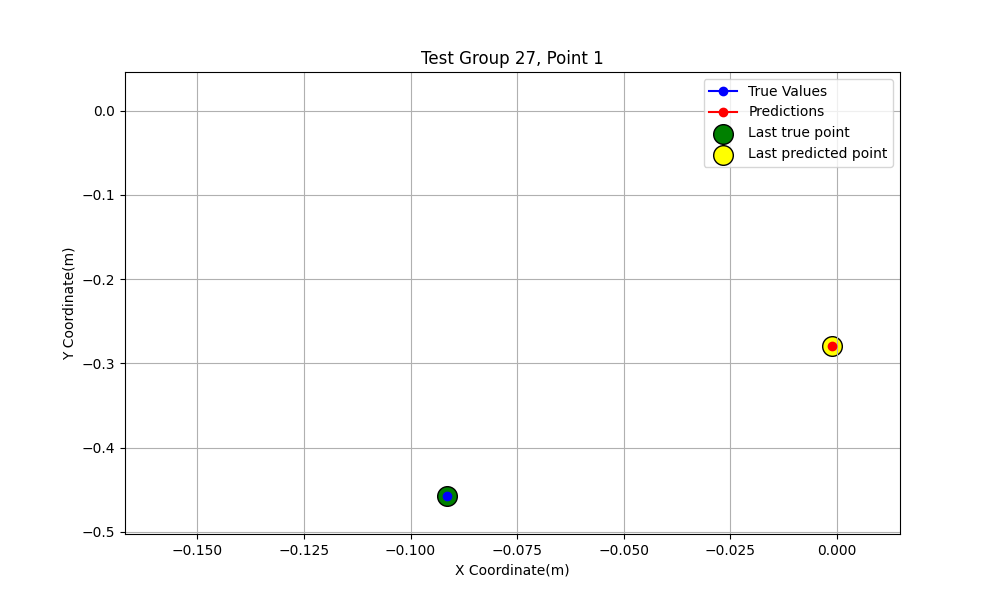 Test Group 27, Point 1
True Values
Predictions
Last true point
Last predicted point
0.0
−0.1
−0.2
−0.3
−0.4
−0.5
Y Coordinate(m)
−0.150
−0.125
−0.100
−0.075
−0.050
−0.025
0.000
X Coordinate(m)